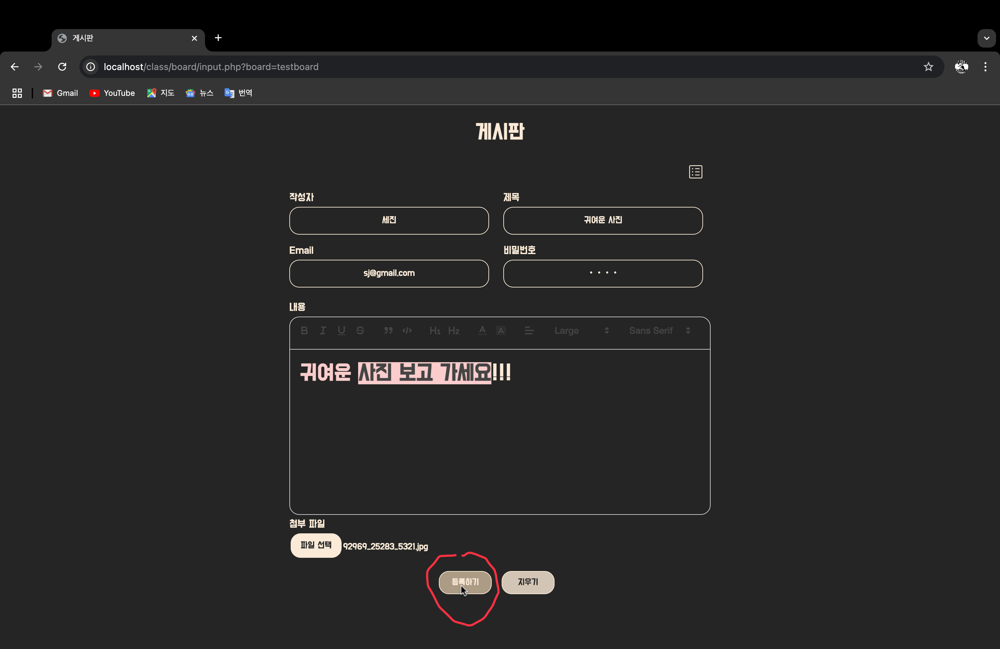 게시판
localhost/class/board/input.php?board=testboard
Gmail YouTube 지도 뉴스 번역
게시판
작성자 제목
세진 귀여운 사진
Email 비밀번호
sj@gmail.com
내용
B I U S H1 H2 A A Large Sans Serif
귀여운 사진 보고 가세요!!!
첨부 파일
파일 선택 92969_25283_5321.jpg
등록하기 지우기